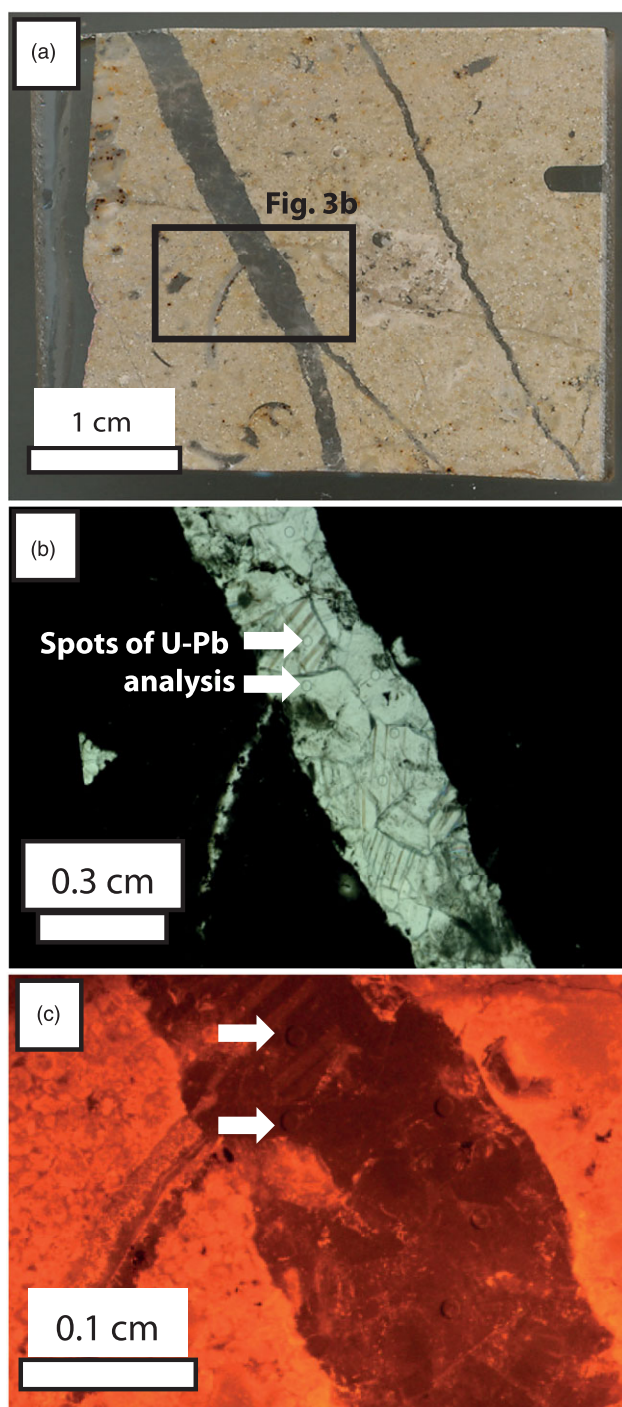 (a)
Fig. 3b
1 cm
(b)
Spots of U-Pb
analysis
0.3 cm
(c)
0.1 cm